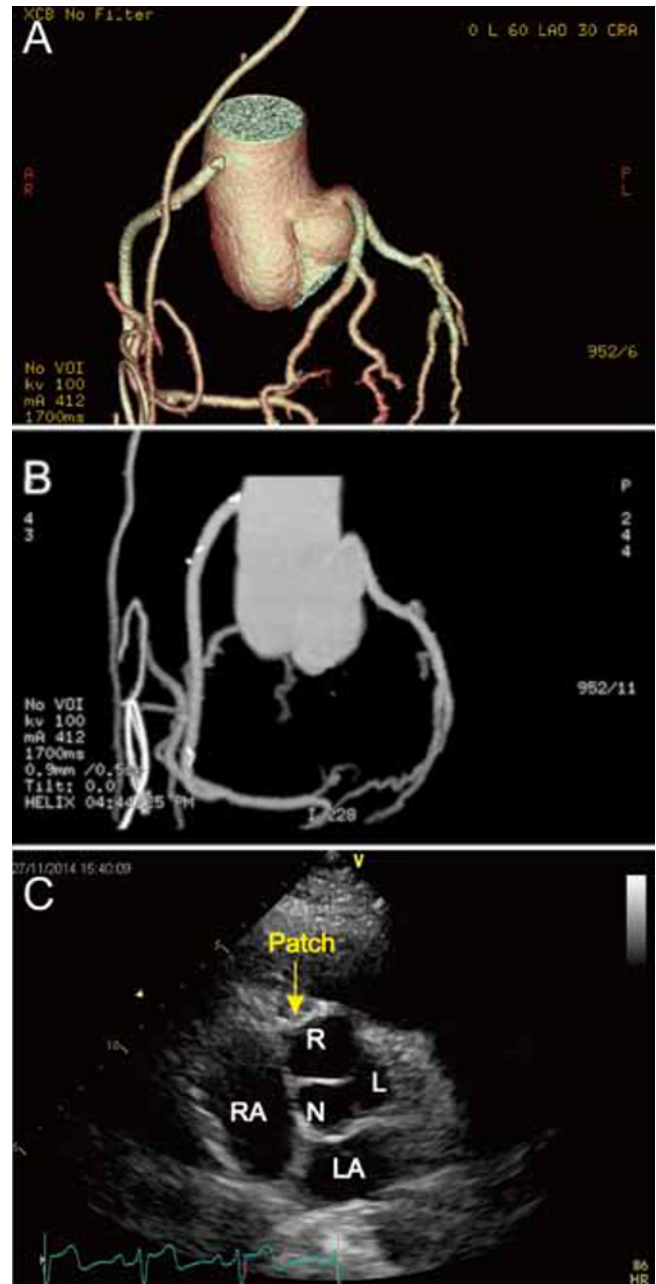 XCB No Filter
A
0 L 60 LAO 30 CRA
A
R
P
L
No VOI
kv 100
mA 412
1700ms
952/6
B
4
3
P
2
4
4
No VOI
kv 100
mA 412
1700ms
Tilt: 0.0
952/11
27/11/2014 15:40:09
V
C
5
Patch
R
10
L
RA
N
LA
86
HR